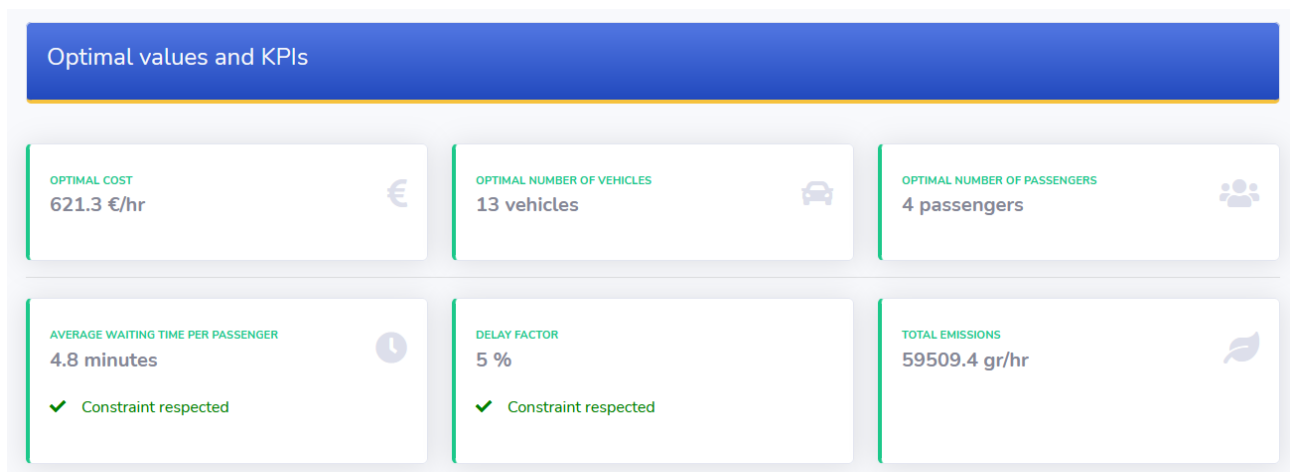 Optimal values and KPIs
OPTIMAL COST
621.3 €/hr
OPTIMAL NUMBER OF VEHICLES
13 vehicles
OPTIMAL NUMBER OF PASSENGERS
4 passengers
AVERAGE WAITING TIME PER PASSENGER
4.8 minutes
Constraint respected
DELAY FACTOR
5 %
Constraint respected
TOTAL EMISSIONS
59509.4 gr/hr